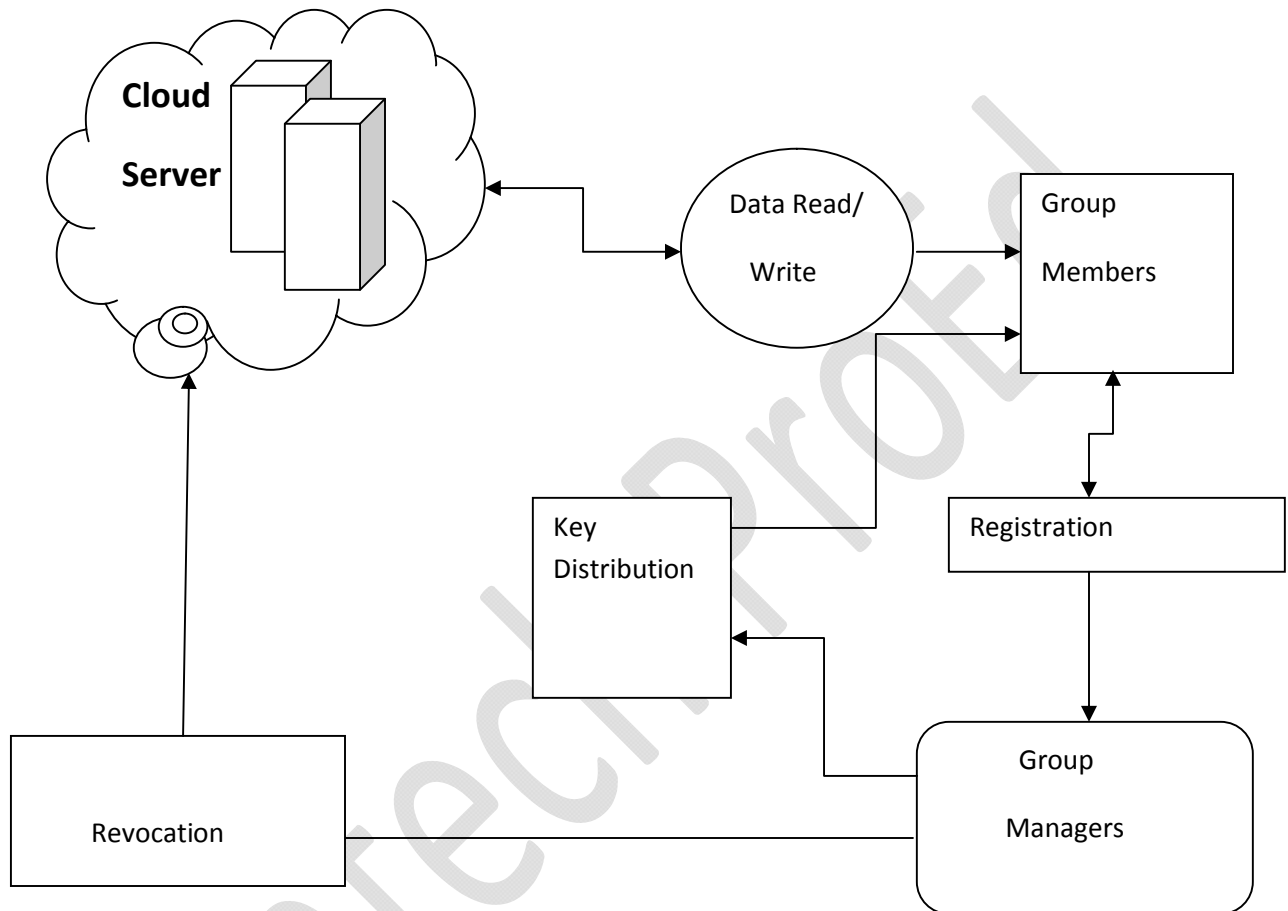 Cloud
Server
Data Read/
Write
Group
Members
Key
Distribution
Registration
Group
Managers
Revocation